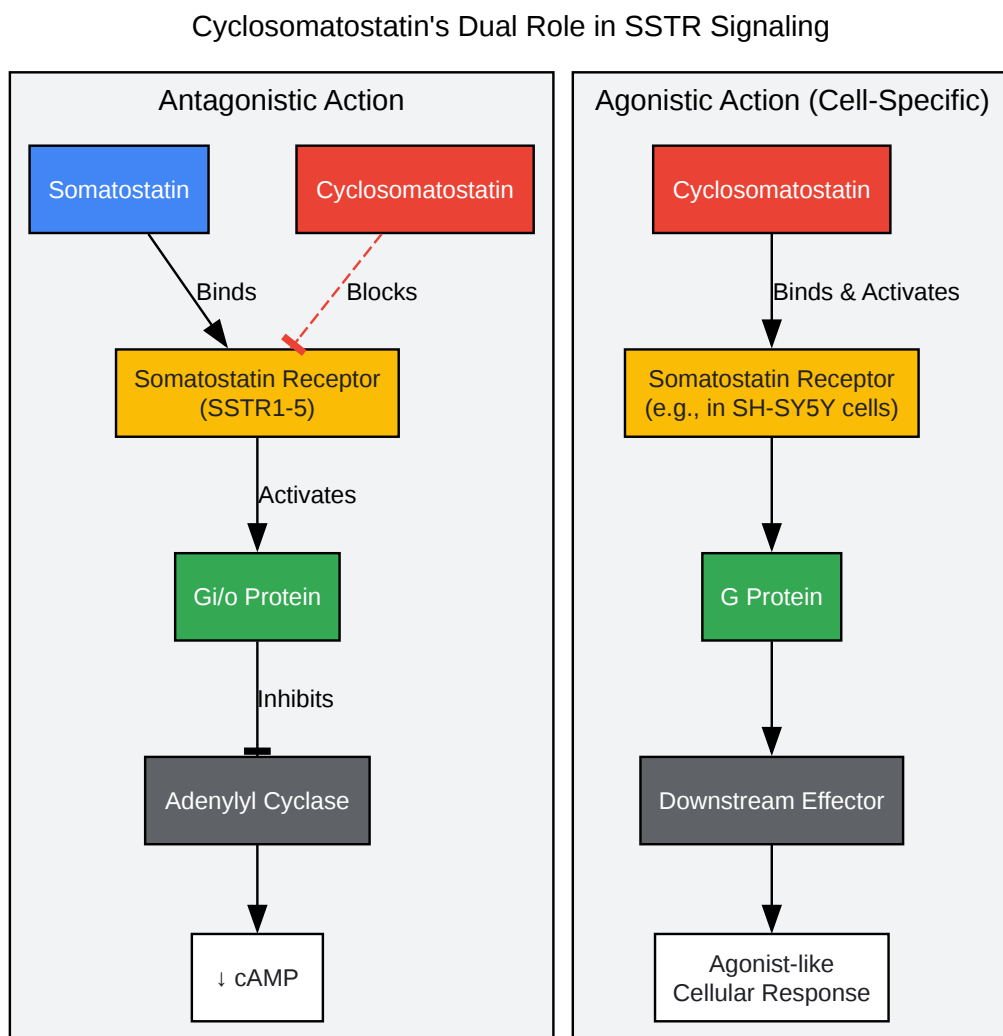 Cyclosomatostatin's Dual Role in SSTR Signaling
Antagonistic Action
Somatostatin
Cyclosomatostatin
Binds
Blocks
Somatostatin Receptor
(SSTR1-5)
Activates
Gi/o Protein
Inhibits
Adenylyl Cyclase
↓ cAMP
Agonistic Action (Cell-Specific)
Cyclosomatostatin
Binds & Activates
Somatostatin Receptor
(e.g., in SH-SY5Y cells)
G Protein
Downstream Effector
Agonist-like
Cellular Response